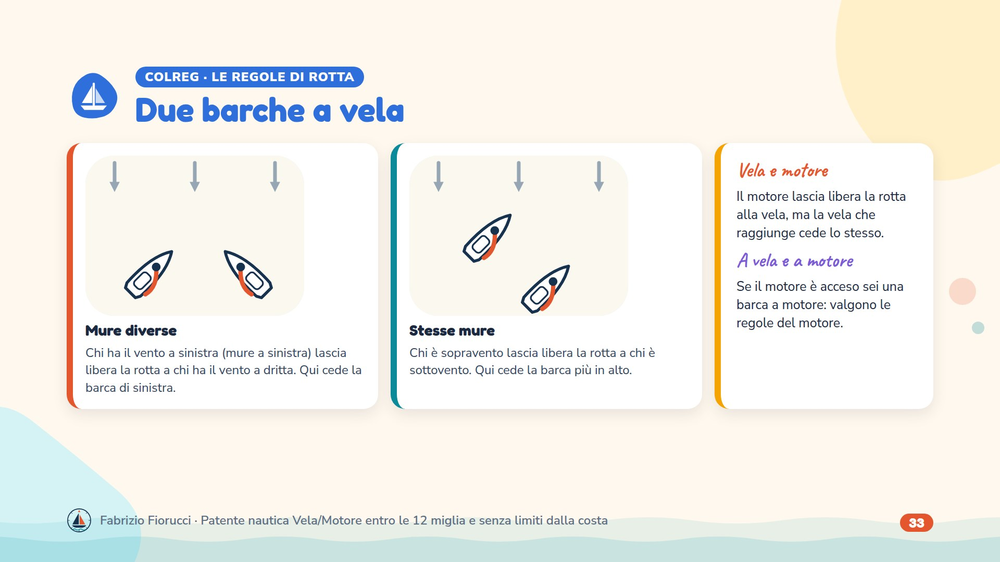 COLREG · LE REGOLE DI ROTTA
Due barche a vela
Mure diverse
Chi ha il vento a sinistra (mure a sinistra) lascia
libera la rotta a chi ha il vento a dritta. Qui cede la
barca di sinistra.
Stesse mure
Chi è sopravento lascia libera la rotta a chi è
sottovento. Qui cede la barca più in alto.
Vela e motore
Il motore lascia libera la rotta
alla vela, ma la vela che
raggiunge cede lo stesso.
A vela e a motore
Se il motore è acceso sei una
barca a motore: valgono le
regole del motore.
Fabrizio Fiorucci · Patente nautica Vela/Motore entro le 12 miglia e senza limiti dalla costa
33